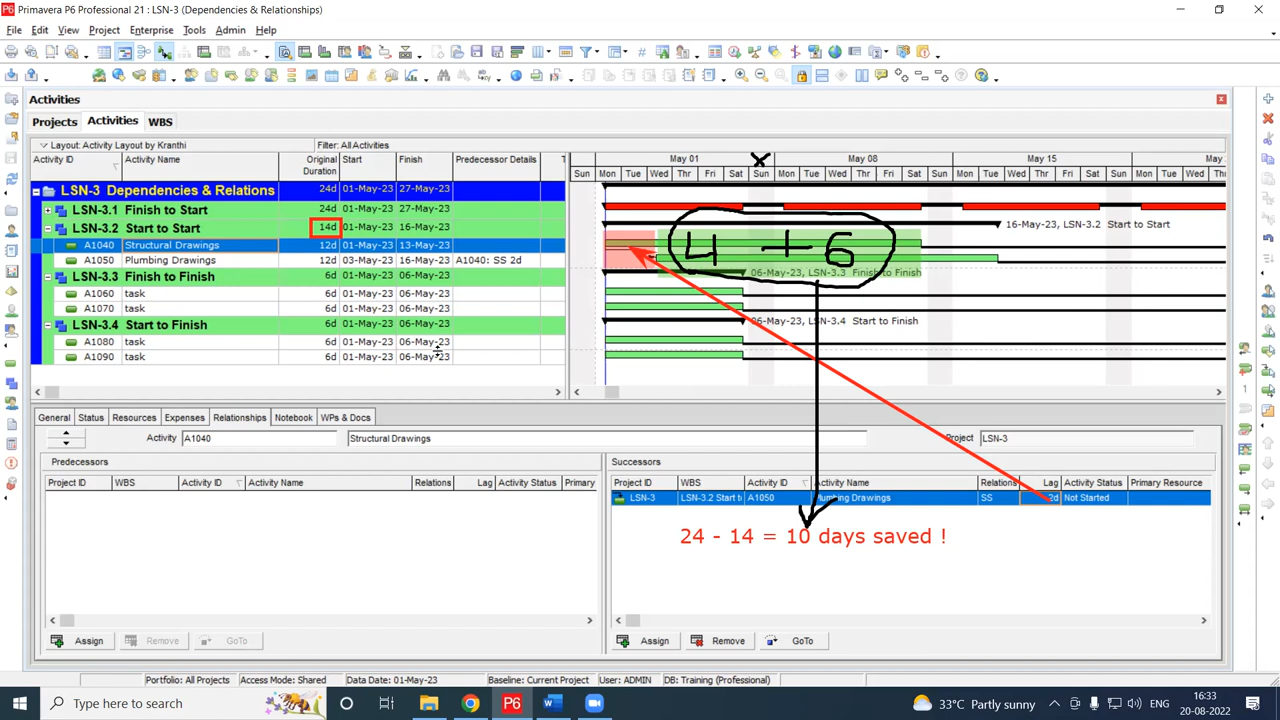 Primavera P6 Professional 21 : LSN-3 (Dependencies & Relationships)
File Edit View Project Enterprise Tools Admin Help
Activities
Projects Activities WBS
Layout: Activity Layout by Kranthi Filter: All Activities
Activity ID Activity Name Original Duration Start Finish Predecessor Details T
May 01 X May 08 May 15 May
Sun Mon Tue Wed Thr Fri Sat Sun Mon Tue Wed Thr Fri Sat Sun Mon Tue Wed Thr Fri Sat Sun Mon Tue Wed Thr
LSN-3 Dependencies & Relations 24d 01-May-23 27-May-23
LSN-3.1 Finish to Start 24d 01-May-23 27-May-23
LSN-3.2 Start to Start 14d 01-May-23 16-May-23 16-May-23, LSN-3.2 Start to Start
A1040 Structural Drawings 12d 01-May-23 13-May-23
4 + 6
A1050 Plumbing Drawings 12d 03-May-23 16-May-23 A1040: SS 2d
LSN-3.3 Finish to Finish 6d 01-May-23 06-May-23 06-May-23, LSN-3.3 Finish to Finish
A1060 task 6d 01-May-23 06-May-23
A1070 task 6d 01-May-23 06-May-23
LSN-3.4 Start to Finish 6d 01-May-23 06-May-23 06-May-23, LSN-3.4 Start to Finish
A1080 task 6d 01-May-23 06-May-23
A1090 task 6d 01-May-23 06-May-23
General Status Resources Expenses Relationships Notebook WPs & Docs
Activity A1040 Structural Drawings Project LSN-3
Predecessors Successors
Project ID WBS Activity ID Activity Name Relations Lag Activity Status Primary
Project ID WBS Activity ID Activity Name Relations Lag Activity Status Primary Resource
LSN-3 LSN-3.2 Start t A1050 Plumbing Drawings SS 2d Not Started
24 - 14 = 10 days saved !
Assign Remove GoTo Assign Remove GoTo
Portfolio: All Projects Access Mode: Shared Data Date: 01-May-23 Baseline: Current Project User: ADMIN DB: Training (Professional)
Type here to search
33°C Partly sunny ENG 16:33
20-08-2022